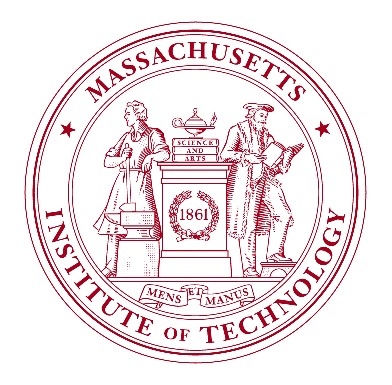 MASSACHUSETTS
INSTITUTE OF TECHNOLOGY
SCIENCE
AND
ARTS
1861
MENS ET MANUS